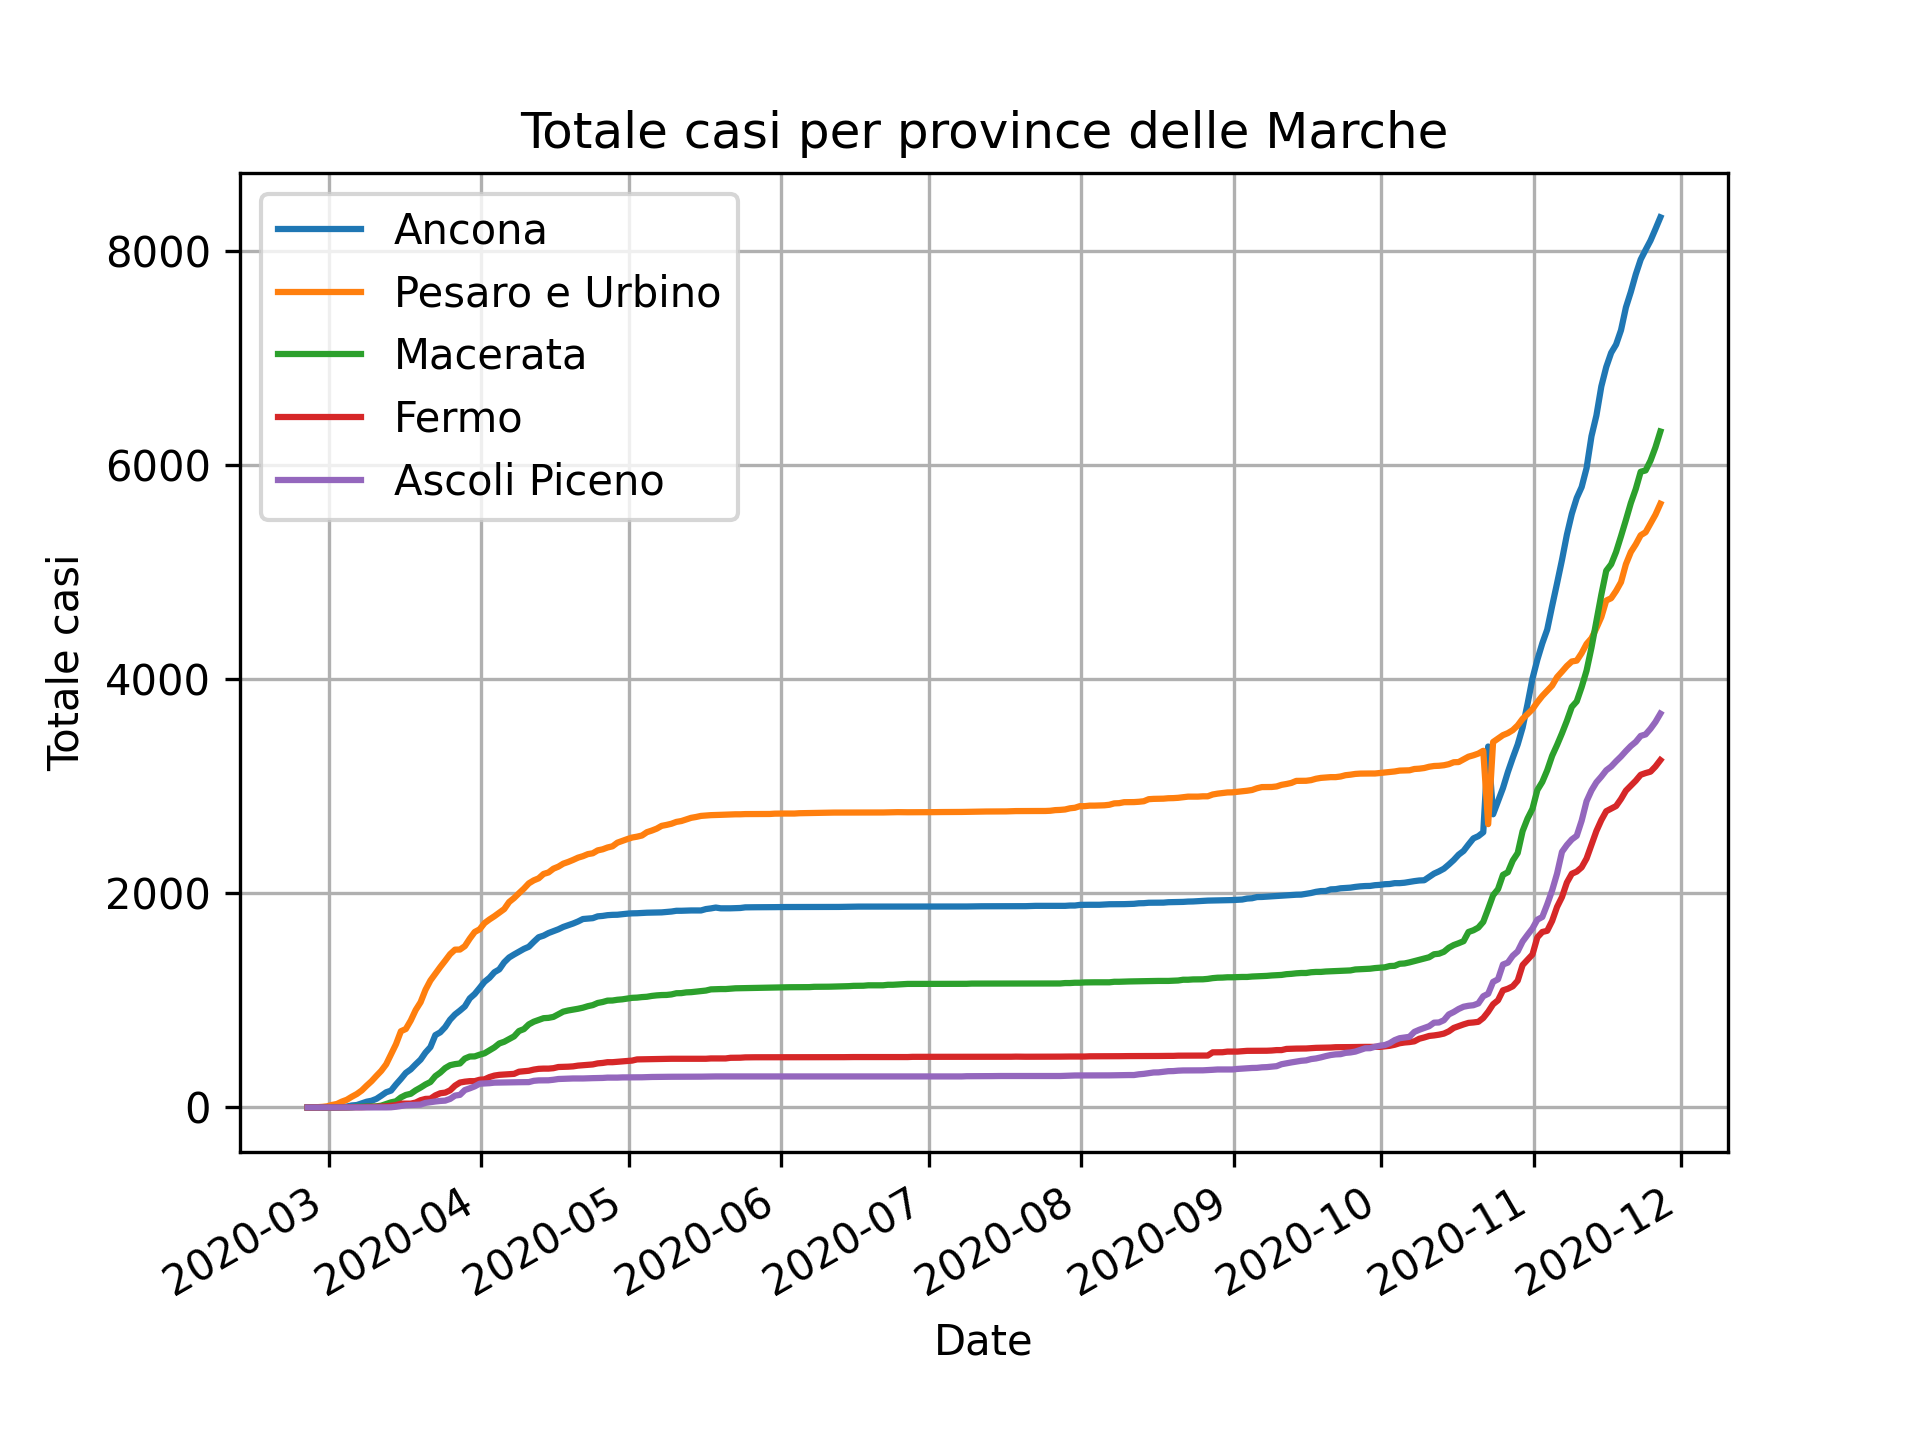 Totale casi per province delle Marche
Ancona
Pesaro e Urbino
Macerata
Fermo
Ascoli Piceno
Totale casi
8000
6000
4000
2000
0
2020-03
2020-04
2020-05
2020-06
2020-07
2020-08
2020-09
2020-10
2020-11
2020-12
Date